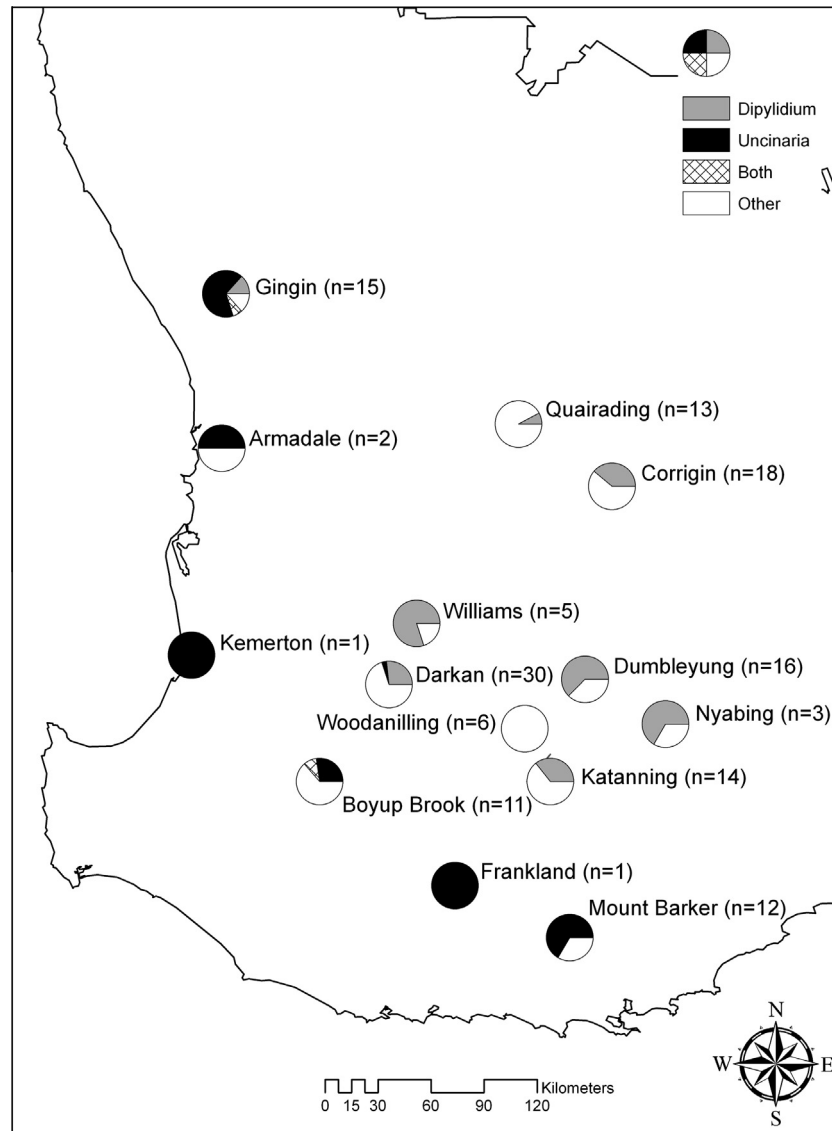 Dipylidium
Uncinaria
Both
Other
Gingin (n=15)
Quairading (n=13)
Armadale (n=2)
Corrigin (n=18)
Williams (n=5)
Kemerton (n=1)
Dumbleyung (n=16)
Darkan (n=30)
Nyabing (n=3)
Woodanilling (n=6)
Katanning (n=14)
Boyup Brook (n=11)
Frankland (n=1)
Mount Barker (n=12)
N
W E
S
Kilometers
0 15 30 60 90 120